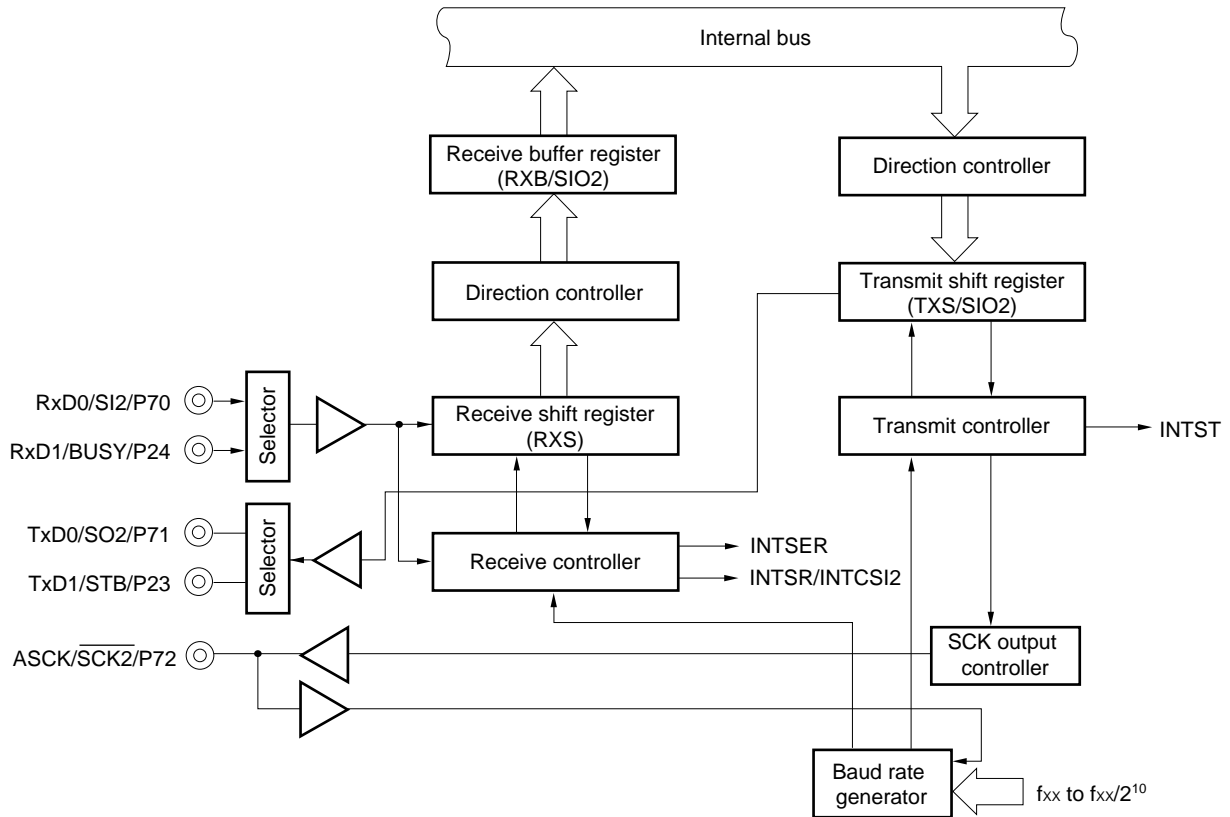 Internal bus
Receive buffer register
(RXB/SIO2)
Direction controller
Direction controller
Transmit shift register
(TXS/SIO2)
RxD0/SI2/P70
RxD1/BUSY/P24
Selector
Receive shift register
(RXS)
Transmit controller
INTST
TxD0/SO2/P71
TxD1/STB/P23
Selector
Receive controller
INTSER
INTSR/INTCSI2
ASCK/S̅C̅K̅2̅/P72
SCK output
controller
Baud rate
generator
fxx to fxx/2¹⁰